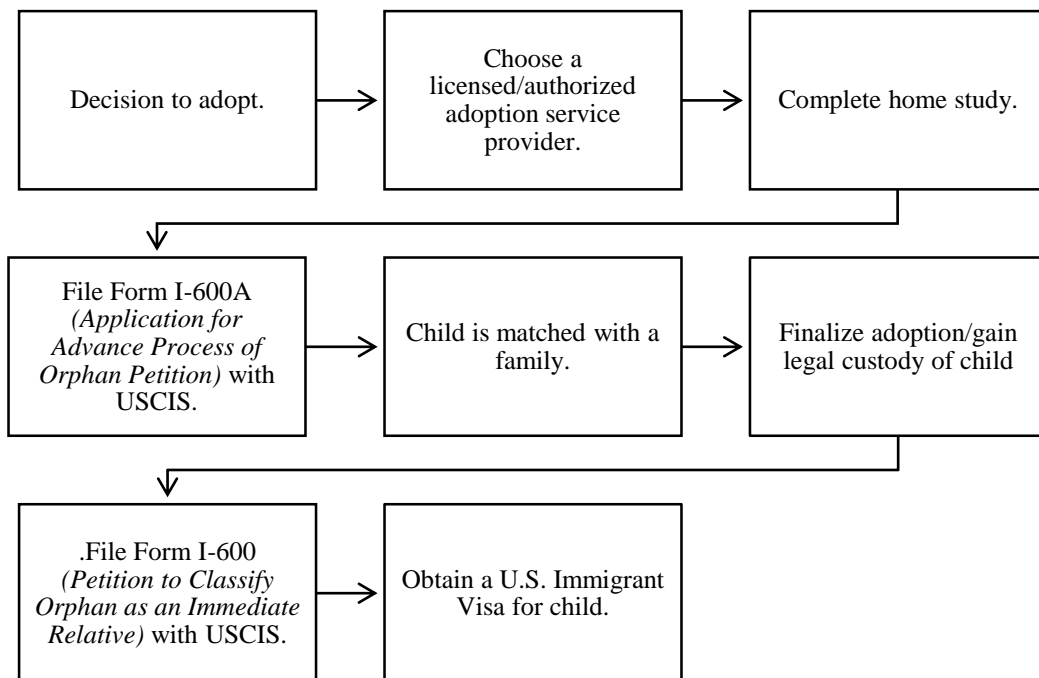 Decision to adopt.
Choose a
licensed/authorized
adoption service
provider.
Complete home study.
File Form I-600A
(Application for
Advance Process of
Orphan Petition) with
USCIS.
Child is matched with a
family.
Finalize adoption/gain
legal custody of child
.File Form I-600
(Petition to Classify
Orphan as an Immediate
Relative) with USCIS.
Obtain a U.S. Immigrant
Visa for child.